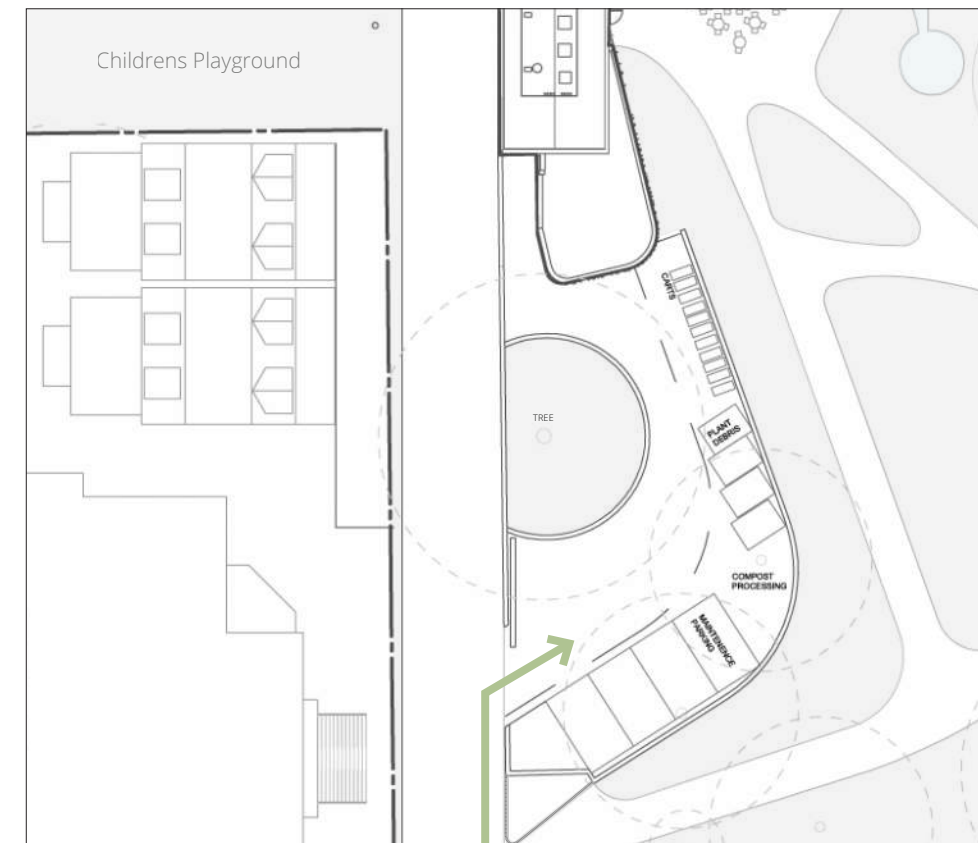 Childrens Playground
CARTS
TREE
PLANT
DEBRIS
COMPOST
PROCESSING
MAINTENENCE
PARKING